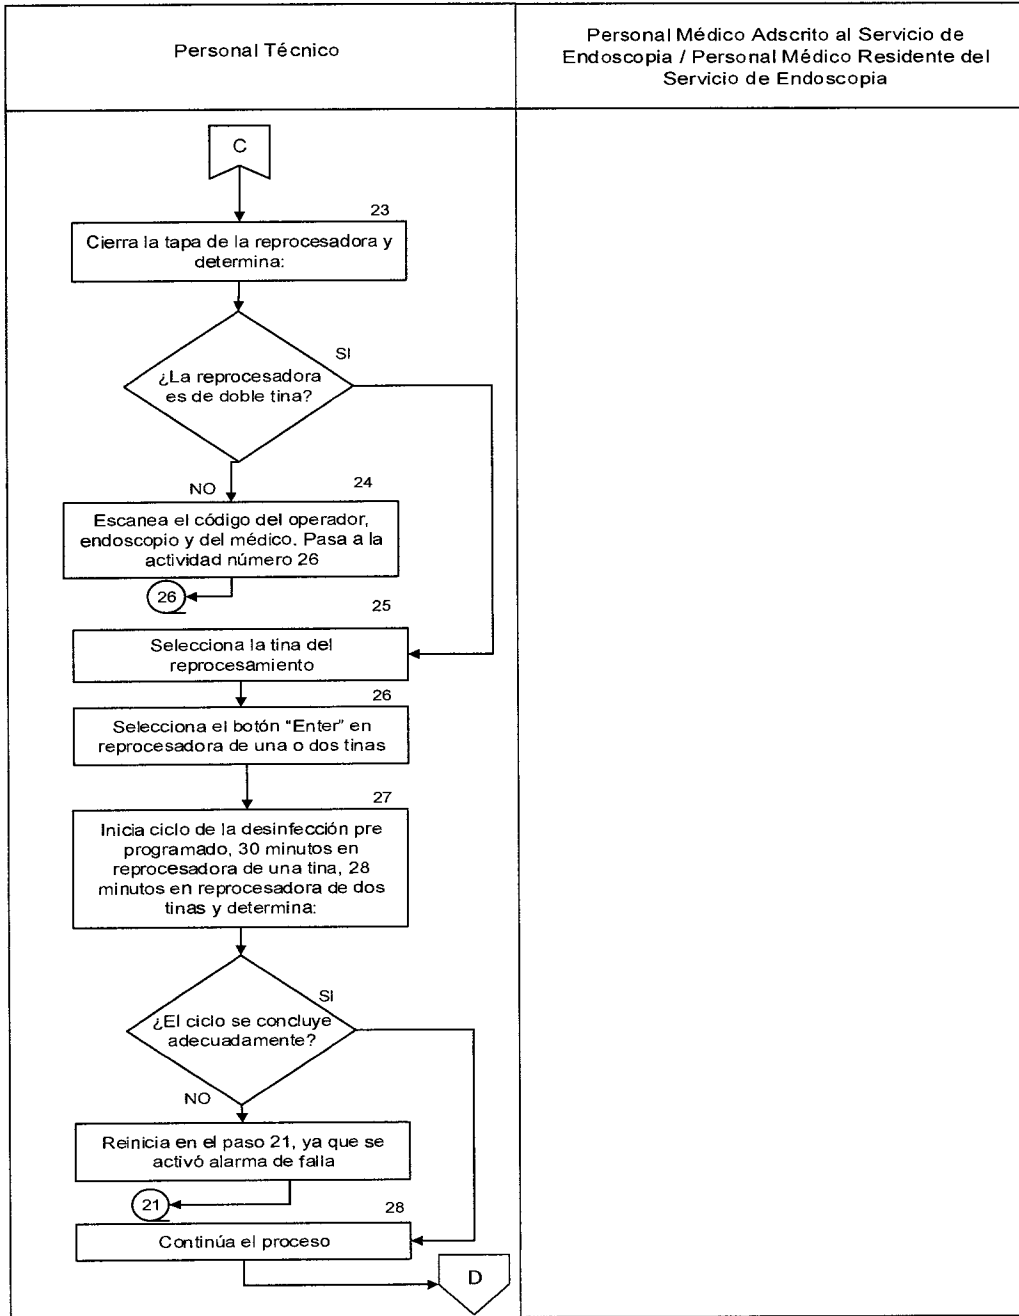 Personal Técnico
Personal Médico Adscrito al Servicio de
Endoscopia / Personal Médico Residente del
Servicio de Endoscopia
C
23
Cierra la tapa de la reprocesadora y
determina:
SI
¿La reprocesadora
es de doble tina?
NO
24
Escanea el código del operador,
endoscopio y del médico. Pasa a la
actividad número 26
26
25
Selecciona la tina del
reprocesamiento
26
Selecciona el botón “Enter” en
reprocesadora de una o dos tinas
27
Inicia ciclo de la desinfección pre
programado, 30 minutos en
reprocesadora de una tina, 28
minutos en reprocesadora de dos
tinas y determina:
SI
¿El ciclo se concluye
adecuadamente?
NO
Reinicia en el paso 21, ya que se
activó alarma de falla
21
28
Continúa el proceso
D